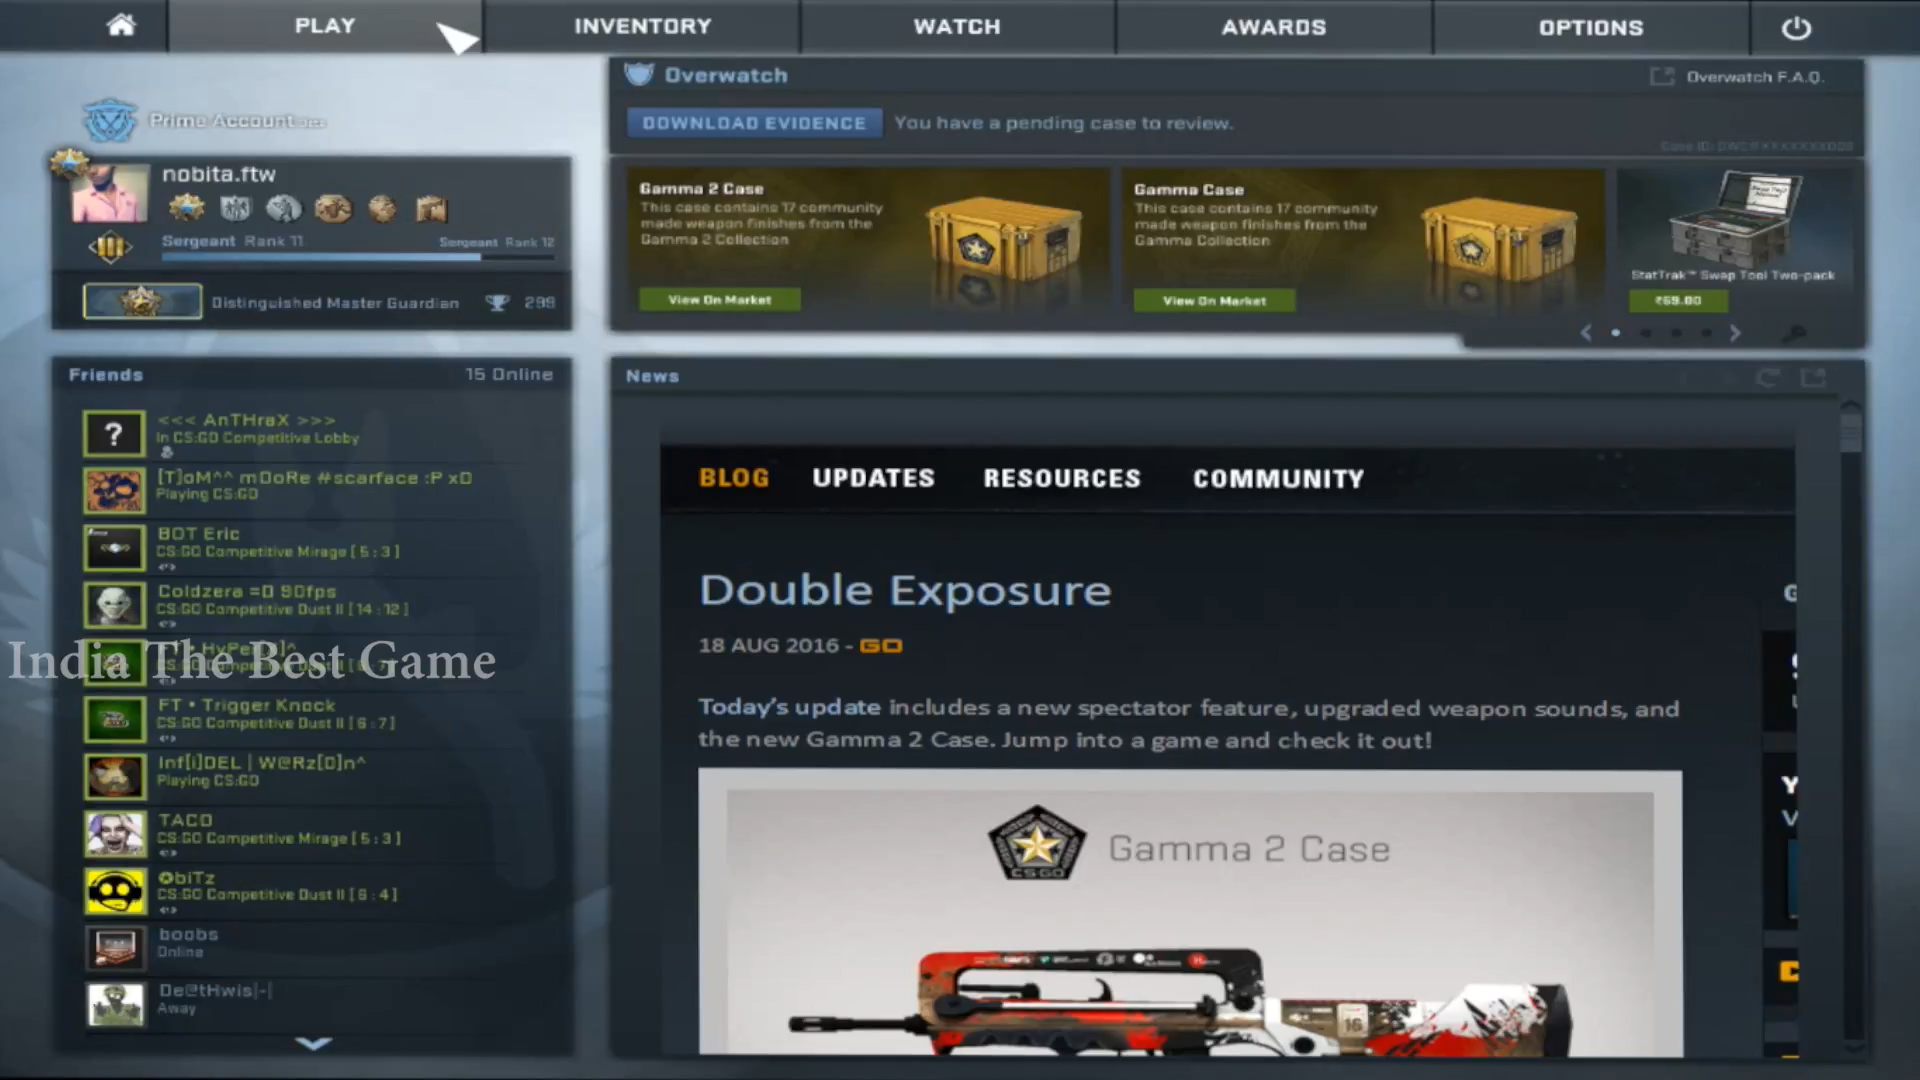 PLAY
INVENTORY
WATCH
AWARDS
OPTIONS
Prime Account
nobita.ftw
Sergeant Rank 11
Sergeant Rank 12
Distinguished Master Guardian
299
Overwatch
Overwatch F.A.Q.
DOWNLOAD EVIDENCE
You have a pending case to review.
Gamma 2 Case
This case contains 17 community
made weapon finishes from the
Gamma 2 Collection
View On Market
Gamma Case
This case contains 17 community
made weapon finishes from the
Gamma Collection
View On Market
StatTrak™ Swap Tool Two-pack
₹69.00
Friends
15 Online
<<< AnTHraX >>>
In CS:GO Competitive Lobby
[T]oM^^ mDoRe #scarface :P xD
Playing CS:GO
BOT Eric
CS:GO Competitive Mirage [ 5 : 3 ]
Coldzera =D 90fps
CS:GO Competitive Dust II [ 14 : 12 ]
India The Best Game
FT • Trigger Knock
CS:GO Competitive Dust II [ 6 : 7 ]
Inf[i]DEL | W@Rz[0]n^
Playing CS:GO
TACO
CS:GO Competitive Mirage [ 5 : 3 ]
✪biTz
CS:GO Competitive Dust II [ 6 : 4 ]
boobs
Online
De@tHwis|-|
Away
News
BLOG
UPDATES
RESOURCES
COMMUNITY
Double Exposure
18 AUG 2016 - GO
Today's update includes a new spectator feature, upgraded weapon sounds, and
the new Gamma 2 Case. Jump into a game and check it out!
CS:GO
Gamma 2 Case
16